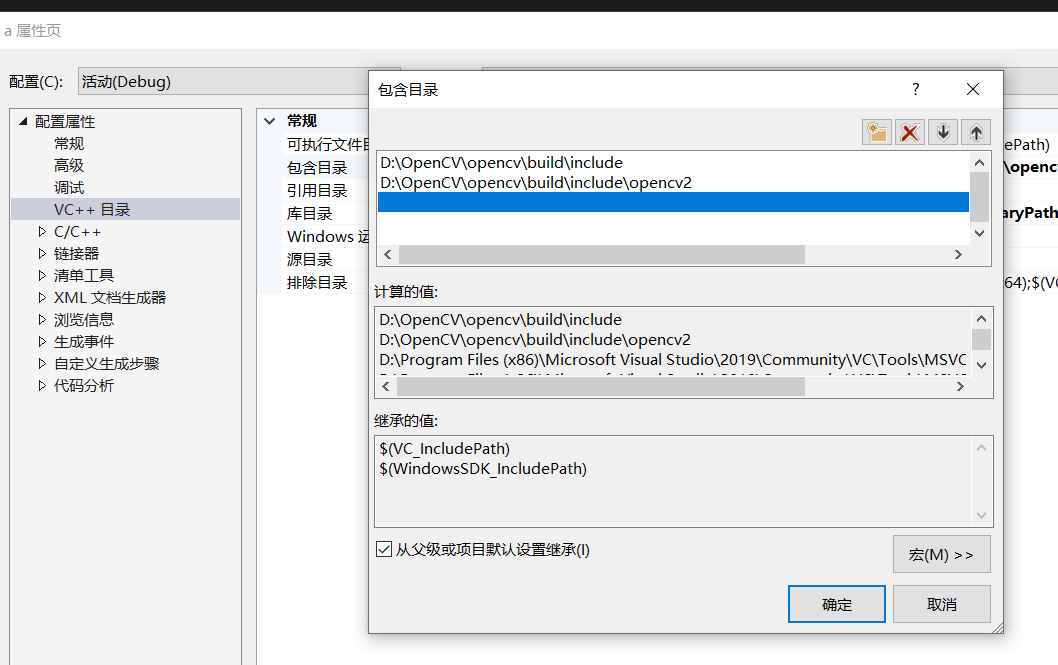 a 属性页
配置(C):
活动(Debug)
配置属性
常规
高级
调试
VC++ 目录
C/C++
链接器
清单工具
XML 文档生成器
浏览信息
生成事件
自定义生成步骤
代码分析
常规
可执行文件目
包含目录
引用目录
库目录
Windows 运
源目录
排除目录
包含目录
?
D:\OpenCV\opencv\build\include
D:\OpenCV\opencv\build\include\opencv2
计算的值:
D:\OpenCV\opencv\build\include
D:\OpenCV\opencv\build\include\opencv2
D:\Program Files (x86)\Microsoft Visual Studio\2019\Community\VC\Tools\MSVC
继承的值:
$(VC_IncludePath)
$(WindowsSDK_IncludePath)
从父级或项目默认设置继承(I)
宏(M) >>
确定
取消
ePath)
\openc
aryPath
64);$(VC